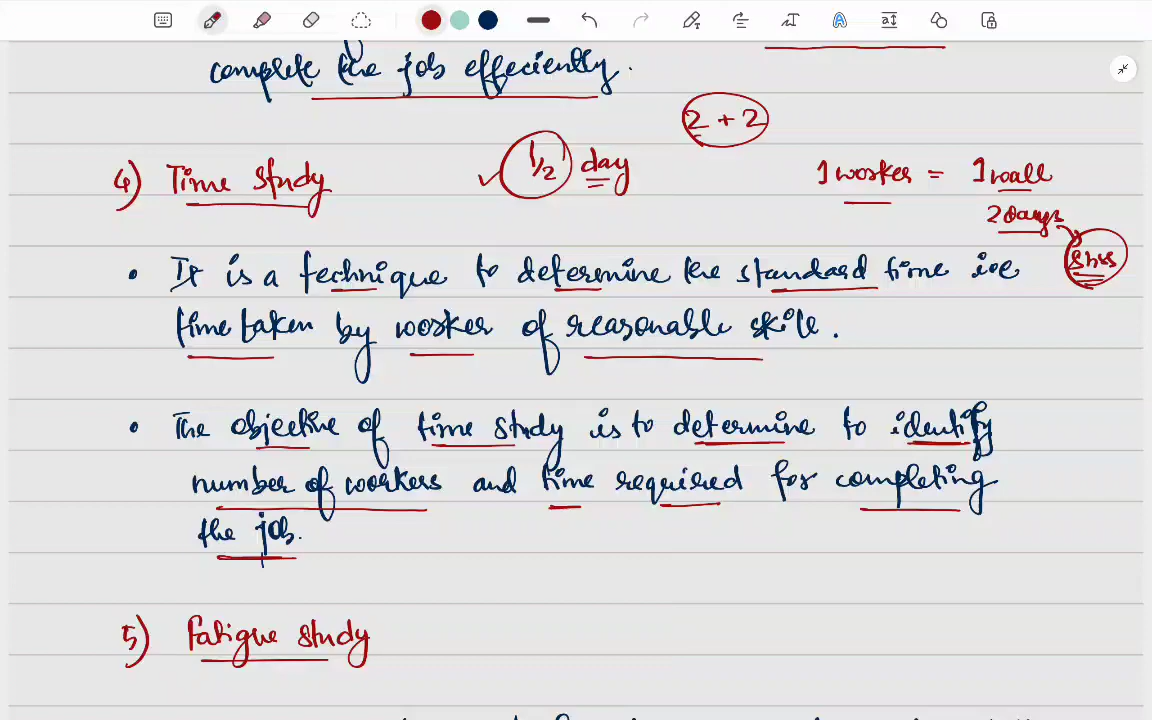 complete the job effeciently.
2 + 2
4) Time study
✓ 1/2 day
1 worker = 1 wall
2 days
8hrs
• It is a technique to determine the standard time i.e
time taken by worker of reasonable skill.
• The objective of time study is to determine to identify
number of workers and time required for completing
the job.
5) Fatigue study